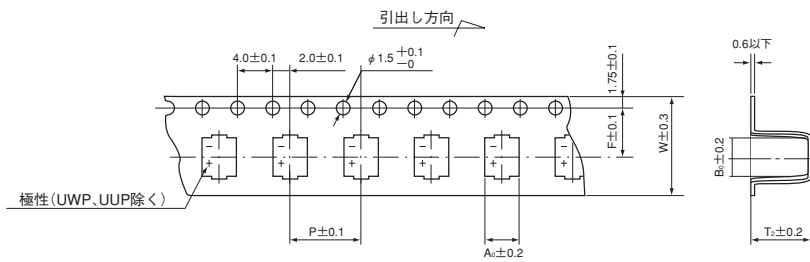 引出し方向
4.0±0.1
2.0±0.1
φ1.5 +0.1 −0
1.75±0.1
0.6以下
F±0.1
W±0.3
B₀±0.2
− − − − − −
+ + + + + +
極性(UWP、UUP除く)
P±0.1
A₀±0.2
T₂±0.2